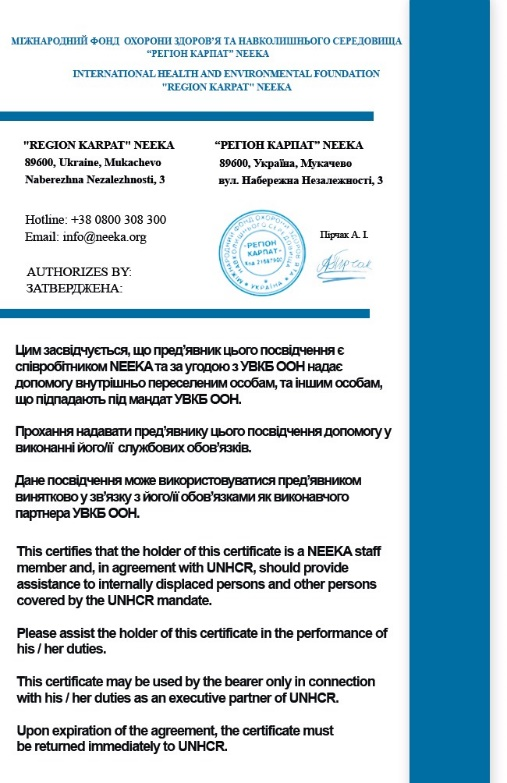 МІЖНАРОДНИЙ ФОНД ОХОРОНИ ЗДОРОВ'Я ТА НАВКОЛИШНЬОГО СЕРЕДОВИЩА
“РЕГІОН КАРПАТ” NEEKA
INTERNATIONAL HEALTH AND ENVIRONMENTAL FOUNDATION
"REGION KARPAT" NEEKA
"REGION KARPAT" NEEKA
89600, Ukraine, Mukachevo
Naberezhna Nezalezhnosti, 3
“РЕГІОН КАРПАТ” NEEKA
89600, Україна, Мукачево
вул. Набережна Незалежності, 3
Hotline: +38 0800 308 300
Email: info@neeka.org
AUTHORIZES BY:
ЗАТВЕРДЖЕНА:
"РЕГІОН
КАРПАТ"
УКРАЇНА
Пірчак А. І.
Цим засвідчується, що пред’явник цього посвідчення є
співробітником NEEKA та за угодою з УВКБ ООН надає
допомогу внутрішньо переселеним особам, та іншим особам,
що підпадають під мандат УВКБ ООН.
Прохання надавати пред’явнику цього посвідчення допомогу у
виконанні його/її службових обов’язків.
Дане посвідчення може використовуватися пред’явником
винятково у зв’язку з його/її обов’язками як виконавчого
партнера УВКБ ООН.
This certifies that the holder of this certificate is a NEEKA staff
member and, in agreement with UNHCR, should provide
assistance to internally displaced persons and other persons
covered by the UNHCR mandate.
Please assist the holder of this certificate in the performance of
his / her duties.
This certificate may be used by the bearer only in connection
with his / her duties as an executive partner of UNHCR.
Upon expiration of the agreement, the certificate must
be returned immediately to UNHCR.